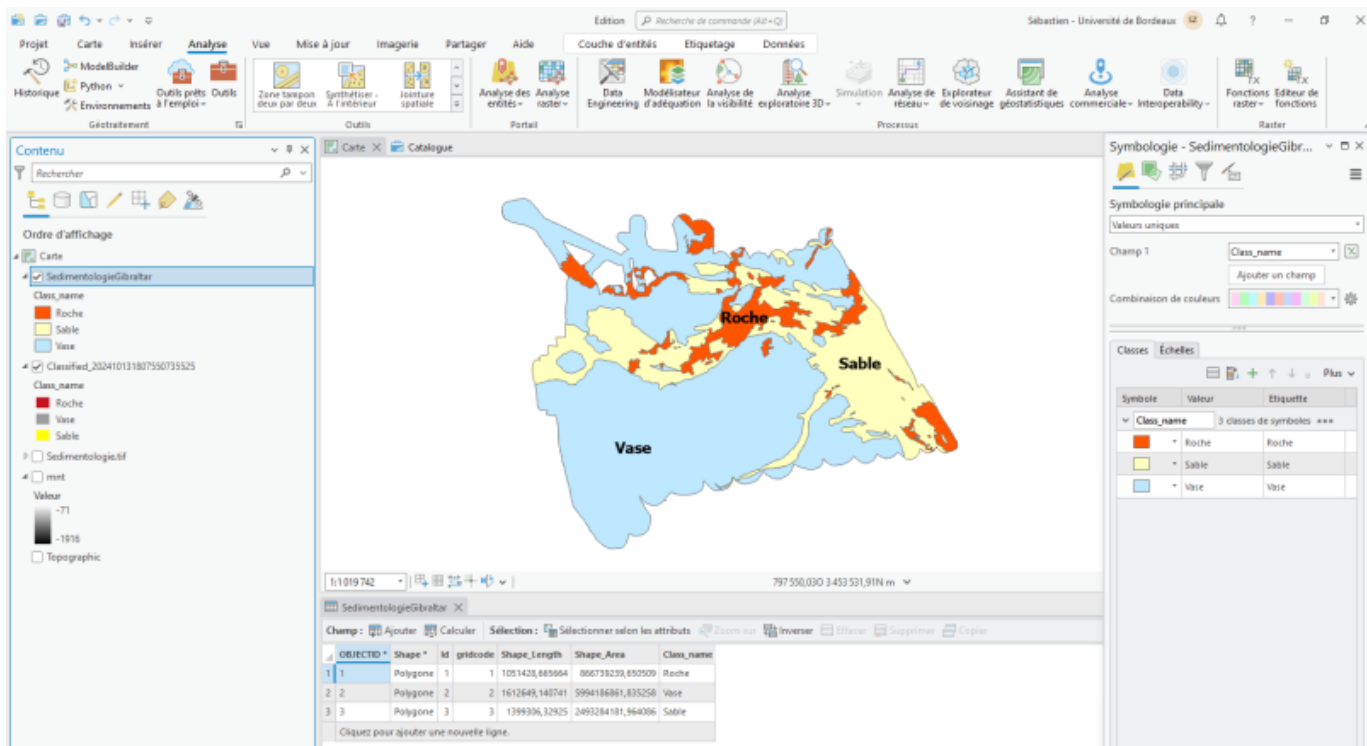 Edition
Recherche de commande (Alt+Q)
Sébastien - Université de Bordeaux
Projet Carte Insérer Analyse Vue Mise à jour Imagerie Partager Aide Couche d'entités Etiquetage Données
Historique
ModelBuilder
Python
Environnements
Outils prêts à l'emploi
Outils
Géotraitement
Zone tampon deux par deux
Synthétiser - À l'intérieur
Jointure spatiale
Outils
Analyse des entités
Analyse raster
Portail
Data Engineering
Modélisateur d'adéquation
Analyse de la visibilité
Analyse exploratoire 3D
Simulation
Analyse de réseau
Explorateur de voisinage
Assistant de géostatistiques
Analyse commerciale
Data Interoperability
Processus
Fonctions raster
Editeur de fonctions
Raster
Contenu
Rechercher
Ordre d'affichage
Carte
SedimentologieGibraltar
Class_name
Roche
Sable
Vase
Classified_202410131807550735525
Class_name
Roche
Vase
Sable
Sedimentologie.tif
mnt
Valeur
-71
-1916
Topographic
Carte
Catalogue
Roche
Sable
Vase
1:1 019 742
797 550,03O 3 453 531,91N m
SedimentologieGibraltar
Champ : Ajouter Calculer Sélection : Sélectionner selon les attributs Zoom sur Inverser Effacer Supprimer Copier
OBJECTID * Shape * Id gridcode Shape_Length Shape_Area Class_name
1 1 Polygone 1 1 1051428,665664 866738239,650509 Roche
2 2 Polygone 2 2 1612649,140741 5994186861,835258 Vase
3 3 Polygone 3 3 1399306,32925 2493284181,964086 Sable
Cliquez pour ajouter une nouvelle ligne.
Symbologie - SedimentologieGibr...
Symbologie principale
Valeurs uniques
Champ 1 Class_name
Ajouter un champ
Combinaison de couleurs
Classes Échelles
Plus
Symbole Valeur Etiquette
Class_name 3 classes de symboles
Roche Roche
Sable Sable
Vase Vase